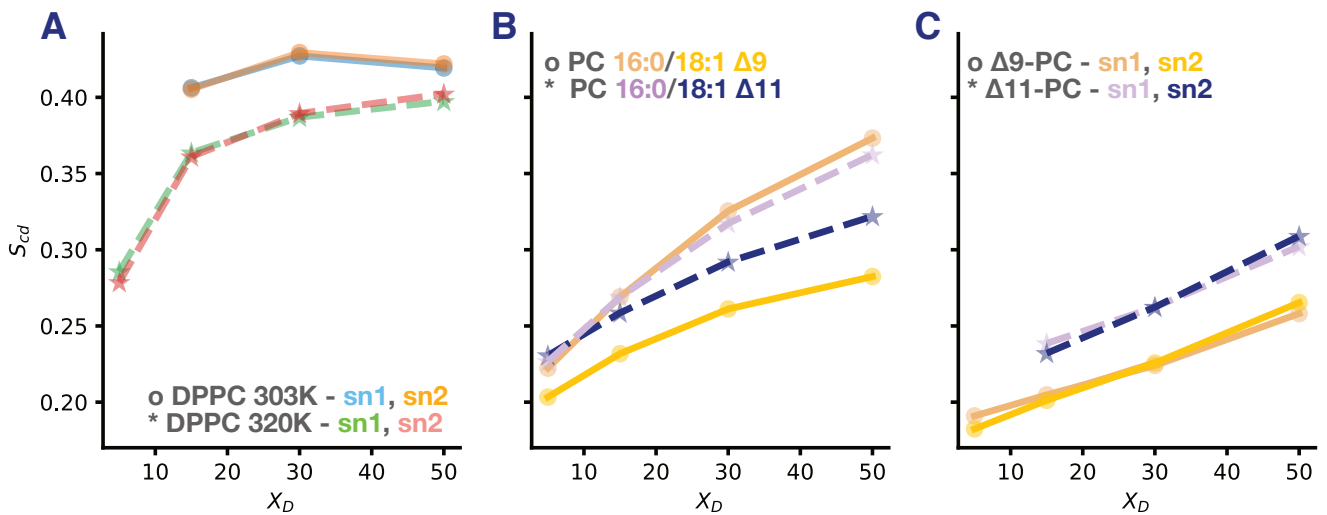 A
B
C
o DPPC 303K - sn1, sn2
* DPPC 320K - sn1, sn2
o PC 16:0/18:1 Δ9
* PC 16:0/18:1 Δ11
o Δ9-PC - sn1, sn2
* Δ11-PC - sn1, sn2
S_cd
0.40
0.35
0.30
0.25
0.20
10 20 30 40 50
10 20 30 40 50
10 20 30 40 50
X_D
X_D
X_D